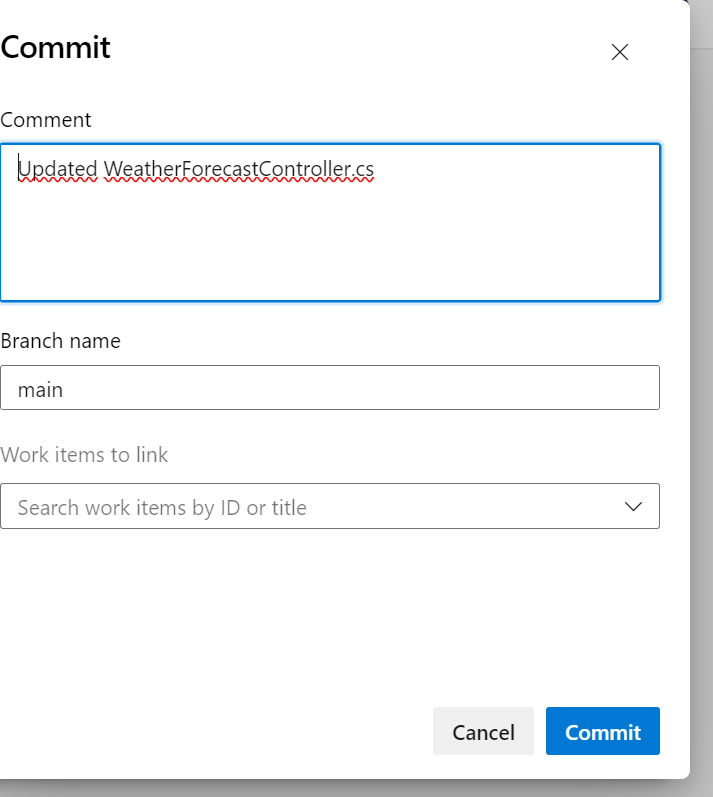 Commit
Comment
Updated WeatherForecastController.cs
Branch name
main
Work items to link
Search work items by ID or title
Cancel
Commit